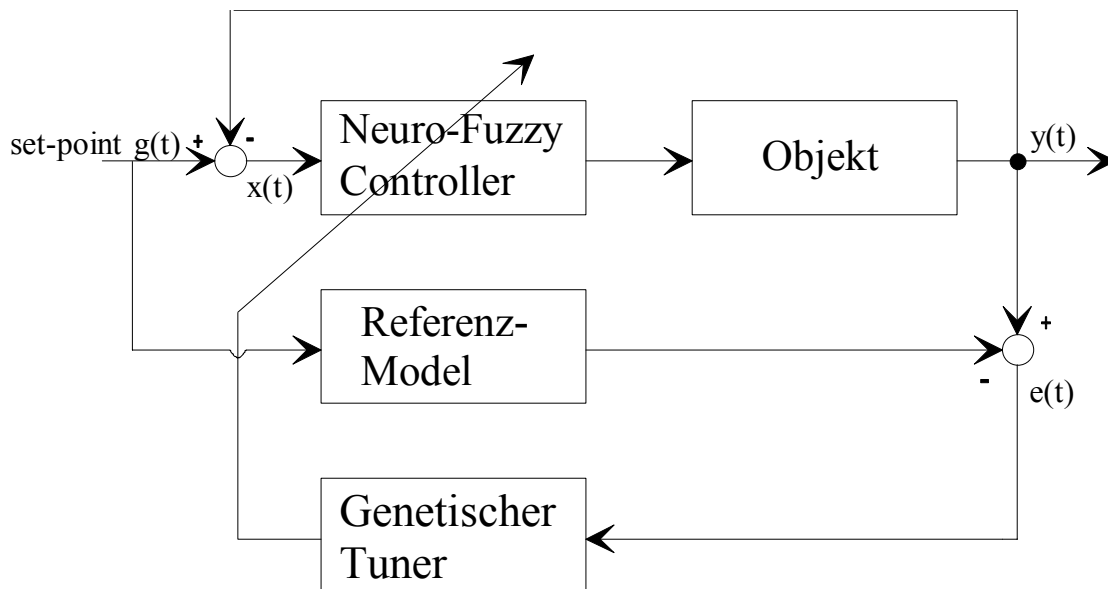 set-point g(t)
+
-
x(t)
Neuro-Fuzzy
Controller
Objekt
y(t)
Referenz-
Model
+
-
e(t)
Genetischer
Tuner